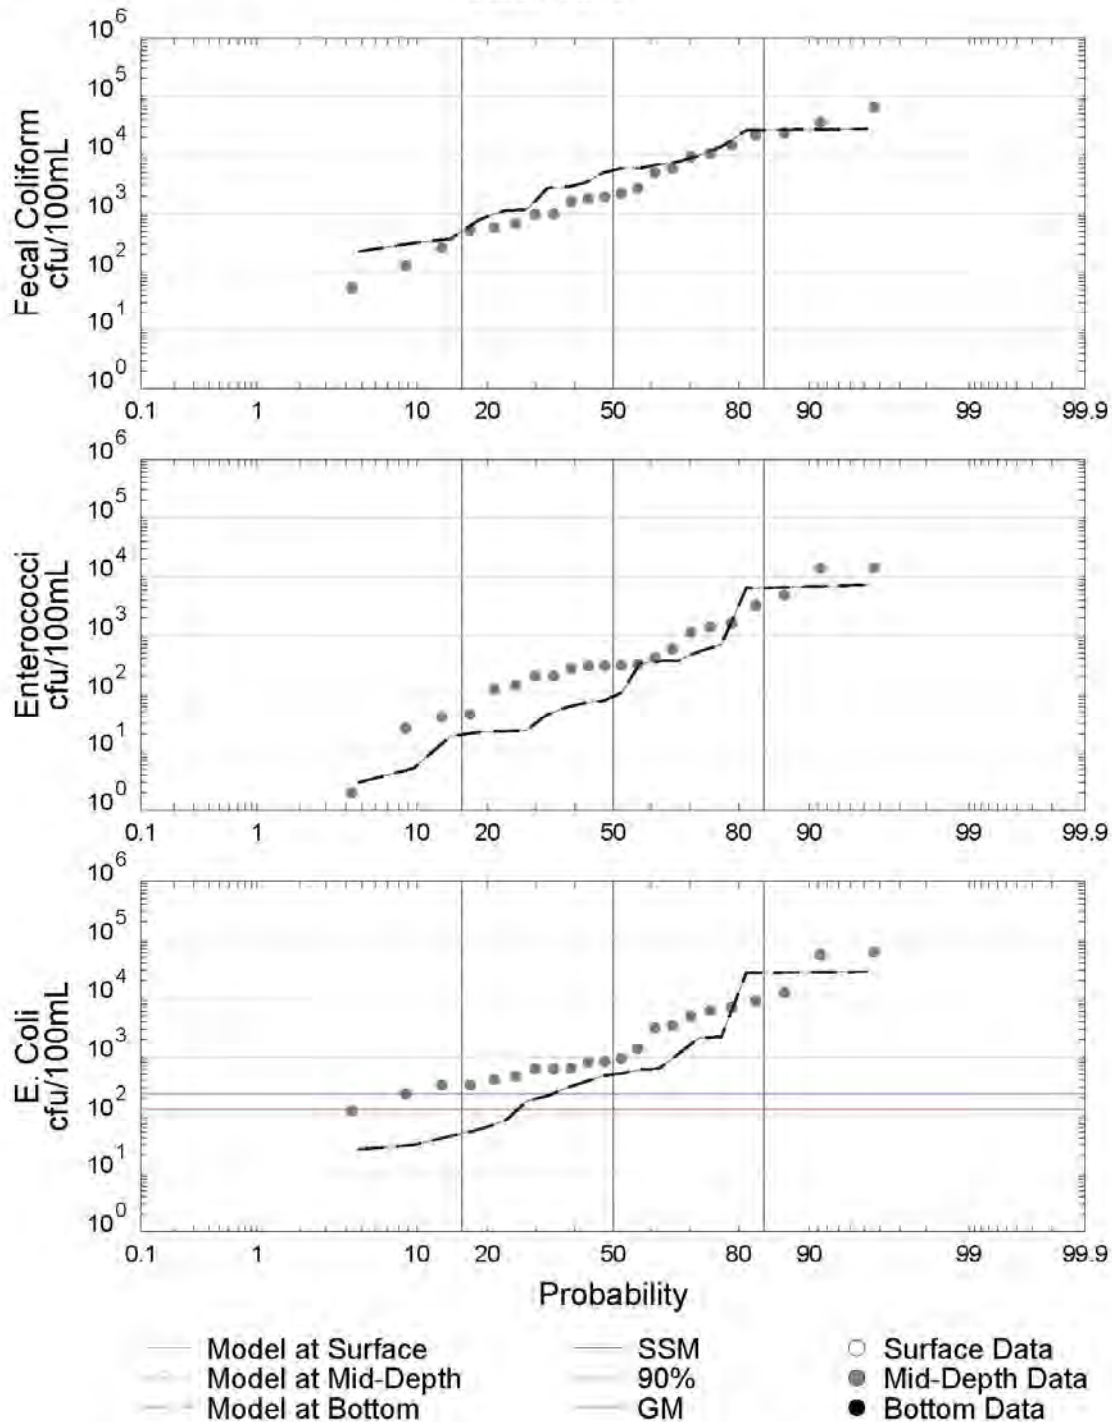 10^6
10^5
10^4
10^3
10^2
10^1
10^0
Fecal Coliform
cfu/100mL
0.1 1 10 20 50 80 90 99 99.9
10^6
10^5
10^4
10^3
10^2
10^1
10^0
Enterococci
cfu/100mL
0.1 1 10 20 50 80 90 99 99.9
10^6
10^5
10^4
10^3
10^2
10^1
10^0
E. Coli
cfu/100mL
0.1 1 10 20 50 80 90 99 99.9
Probability
Model at Surface SSM Surface Data
Model at Mid-Depth 90% Mid-Depth Data
Model at Bottom GM Bottom Data